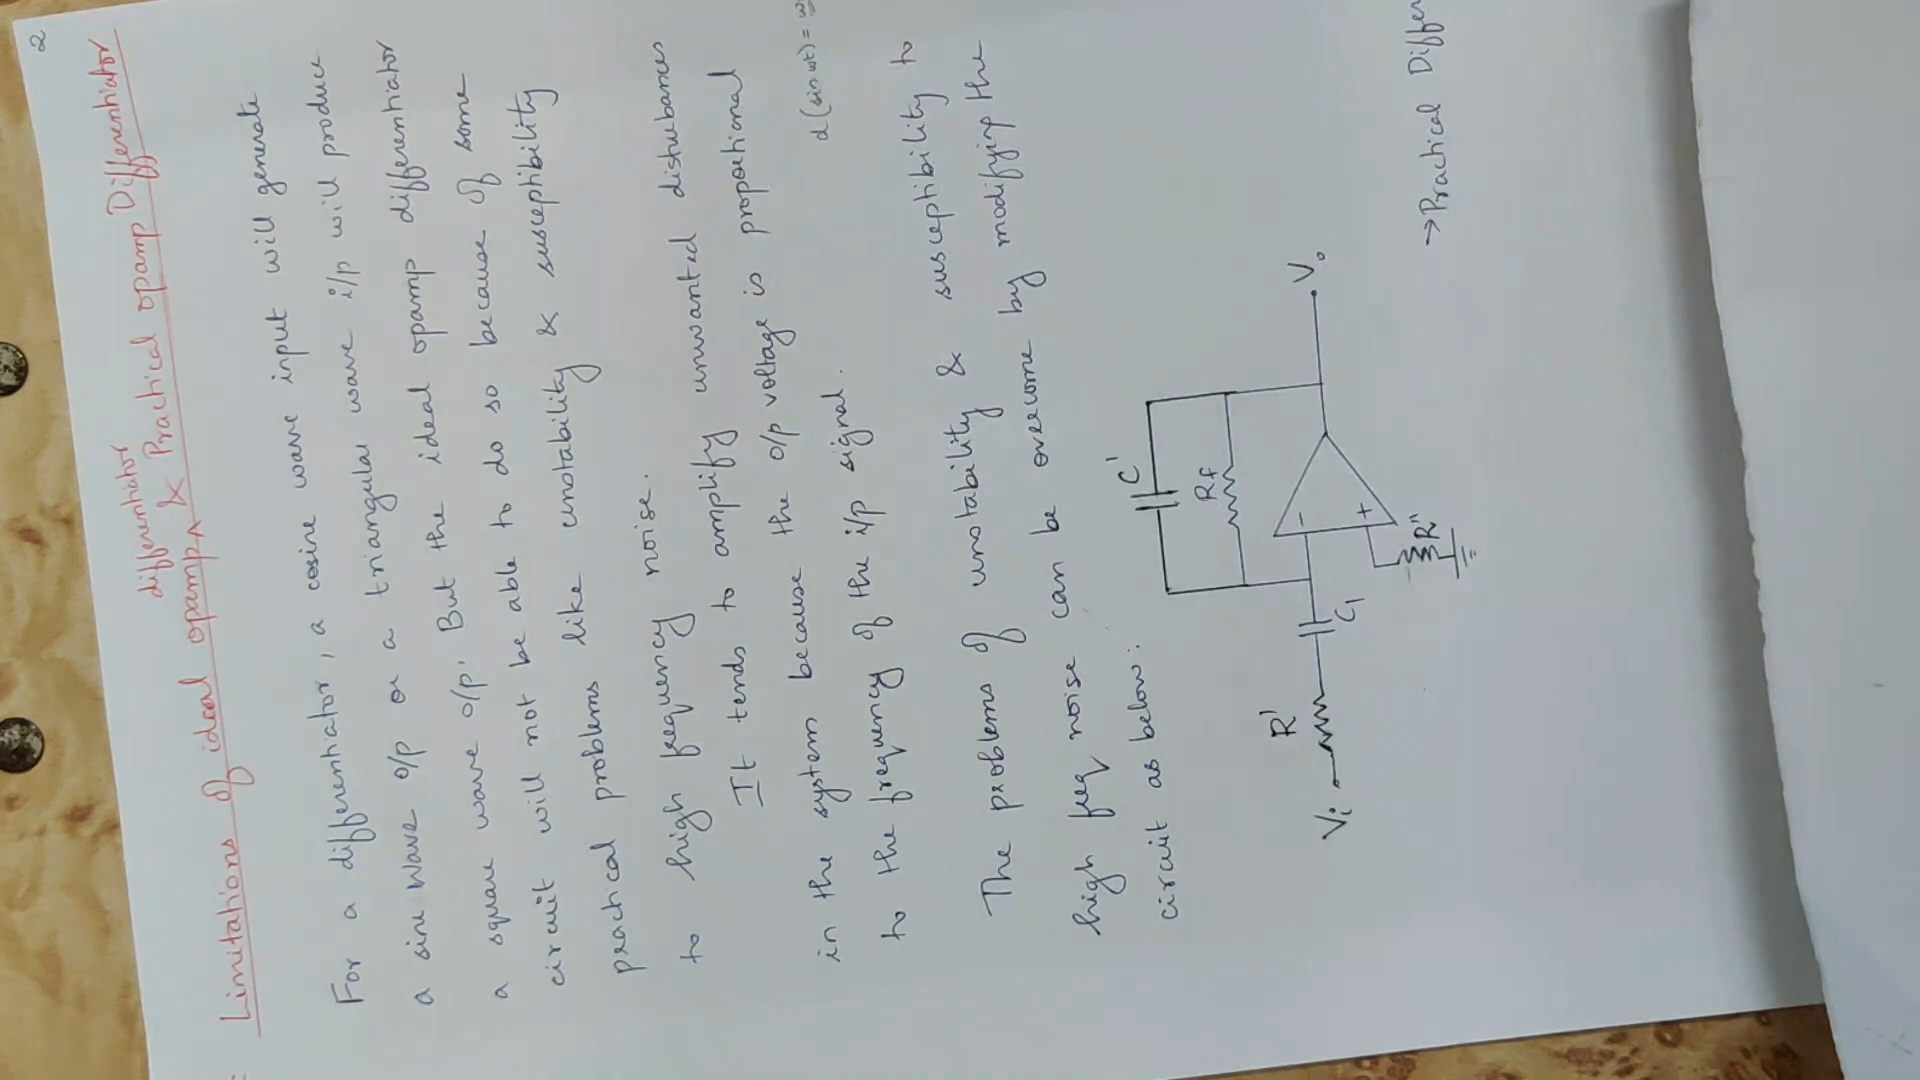 2
differentiator
Limitations of ideal opamp & Practical opamp Differentiator
For a differentiator, a cosine wave input will generate
a sine wave o/p or a triangular wave i/p will produce
a square wave o/p. But the ideal opamp differentiator
circuit will not be able to do so because of some
practical problems like unstability & susceptibility
to high frequency noise.
It tends to amplify unwanted disturbances
in the system because the o/p voltage is proportional
to the frequency of the i/p signal.
d(sin wt) = w
The problems of unstability & susceptibility to
high freq noise can be overcome by modifying the
circuit as below:
C'
Rf
R'
Vi
C1
-
+
R"
Vo
→Practical Differ